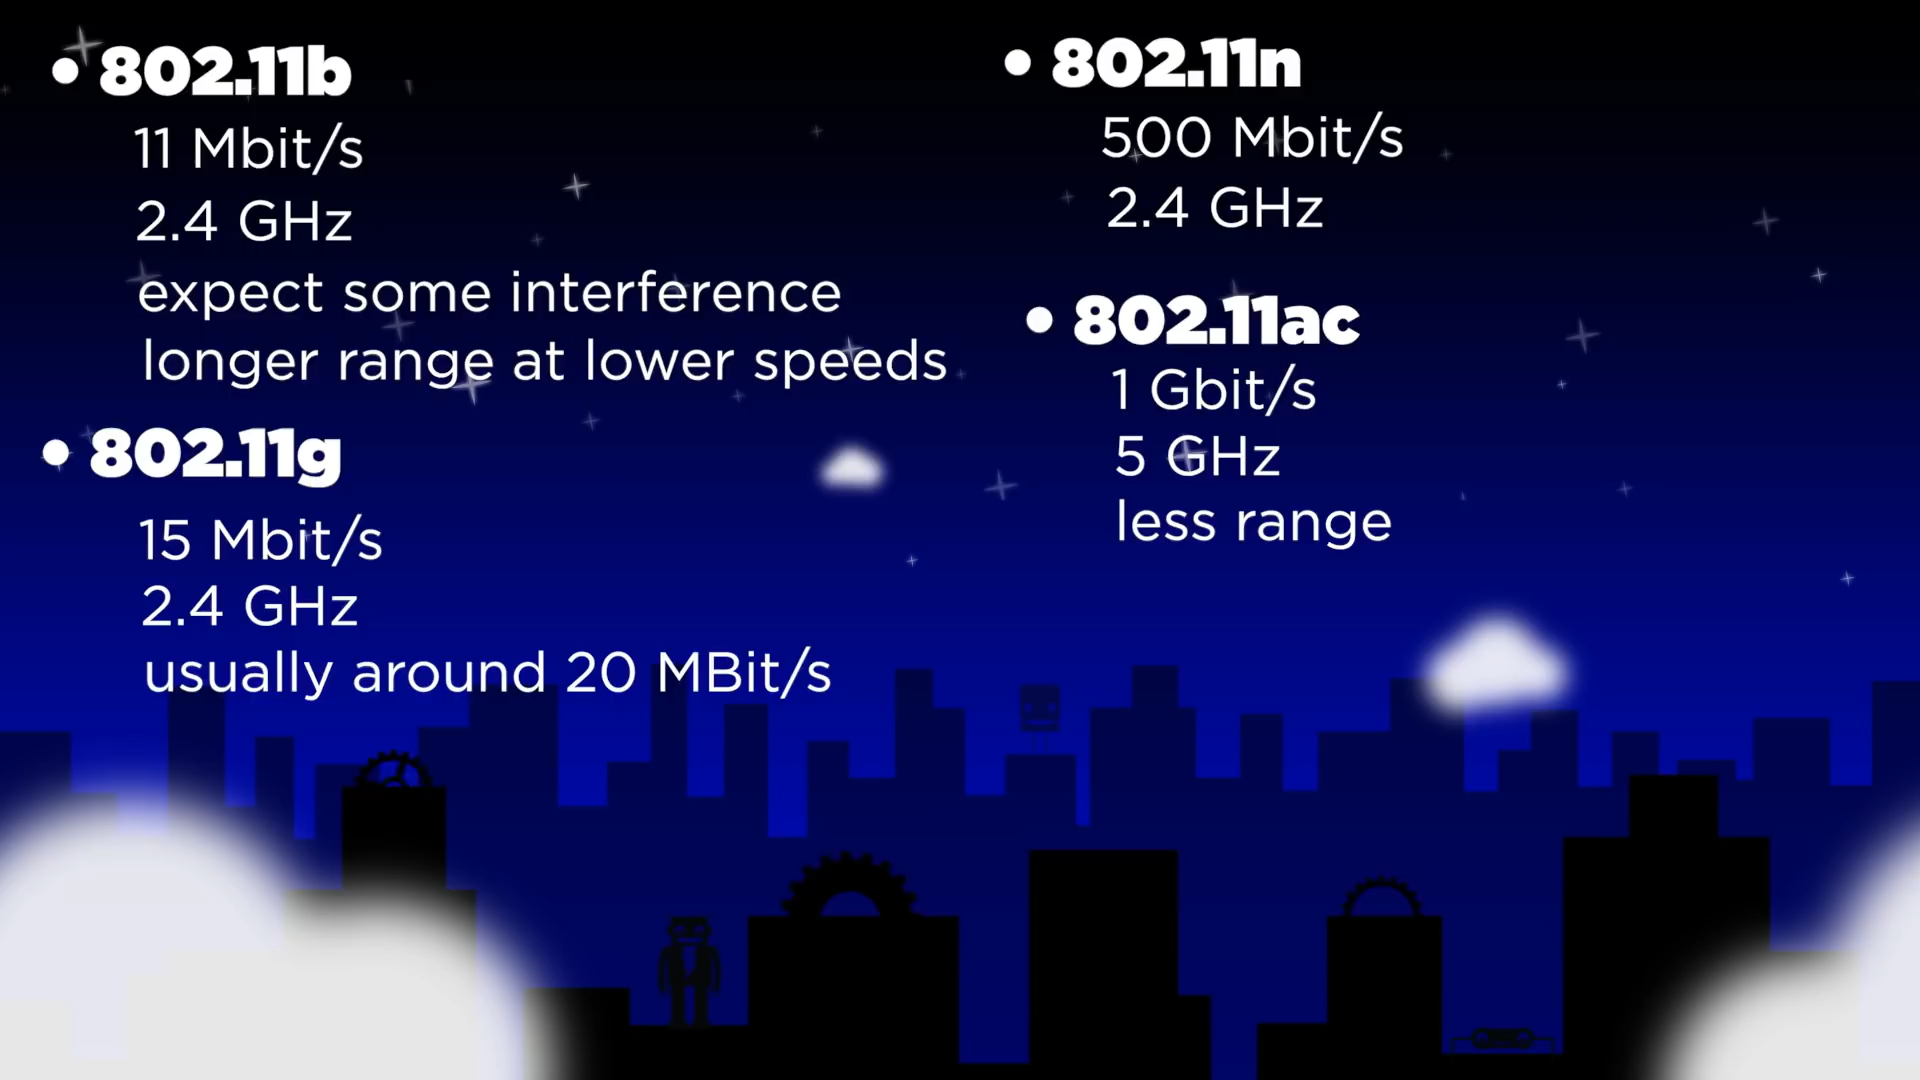 • 802.11b
11 Mbit/s
2.4 GHz
expect some interference
longer range at lower speeds
• 802.11g
15 Mbit/s
2.4 GHz
usually around 20 MBit/s
• 802.11n
500 Mbit/s
2.4 GHz
• 802.11ac
1 Gbit/s
5 GHz
less range